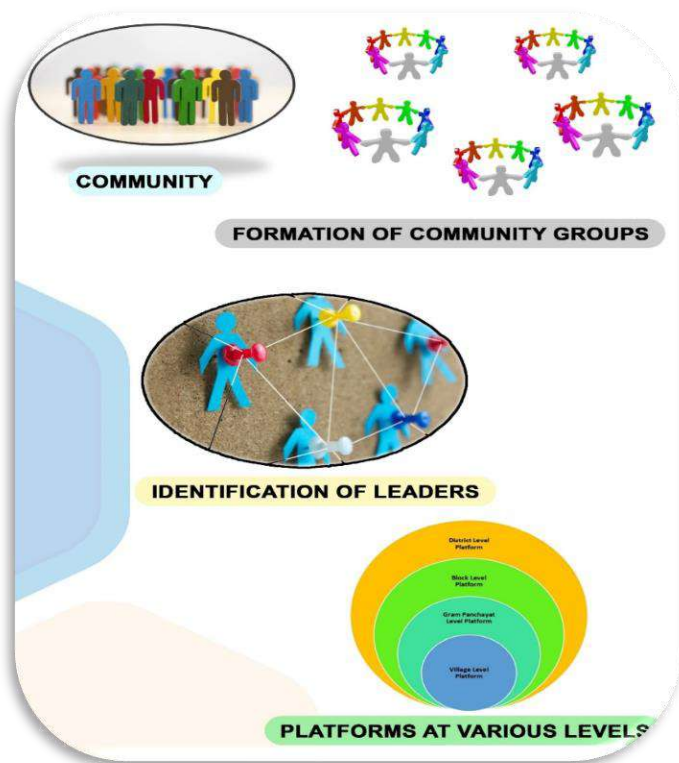 COMMUNITY
FORMATION OF COMMUNITY GROUPS
IDENTIFICATION OF LEADERS
District Level
Platform
Block Level
Platform
Gram Panchayat
Level Platform
Village Level
Platform
PLATFORMS AT VARIOUS LEVELS